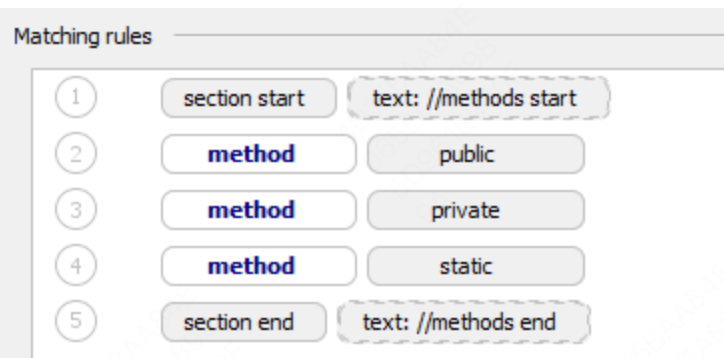 Matching rules
1 section start text: //methods start
2 method public
3 method private
4 method static
5 section end text: //methods end